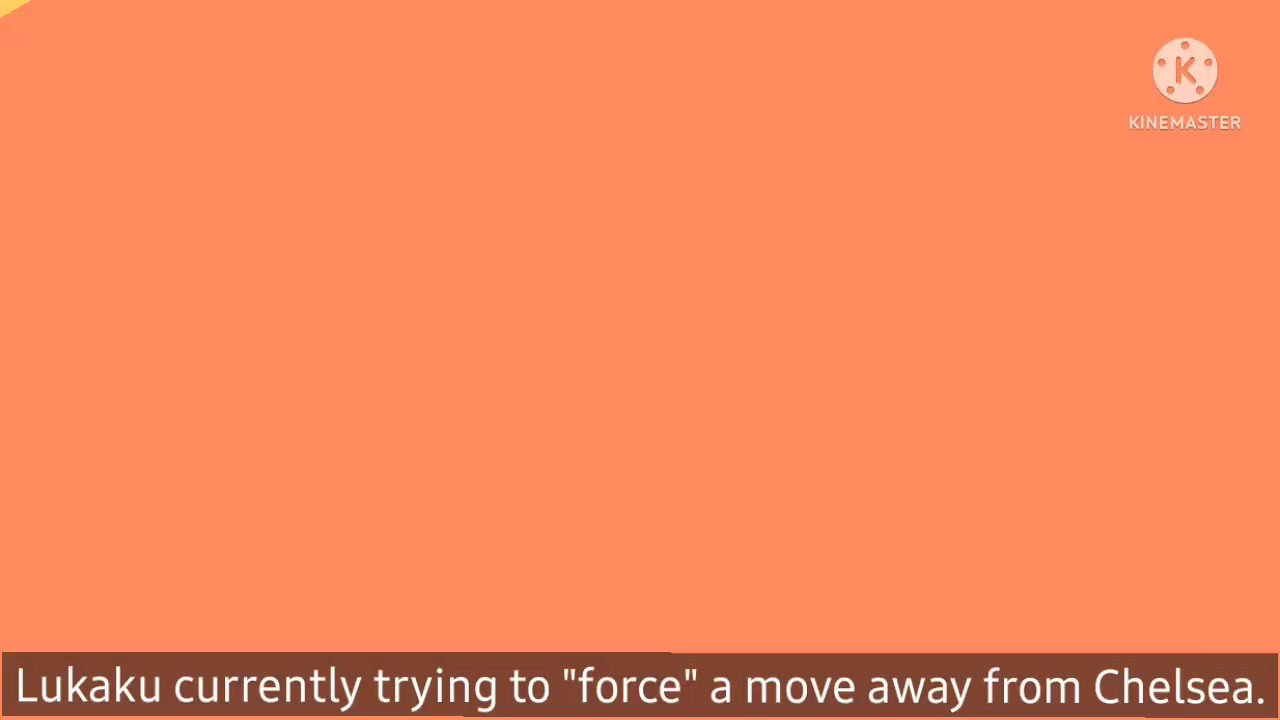 K
KINEMASTER
Lukaku currently trying to "force" a move away from Chelsea.